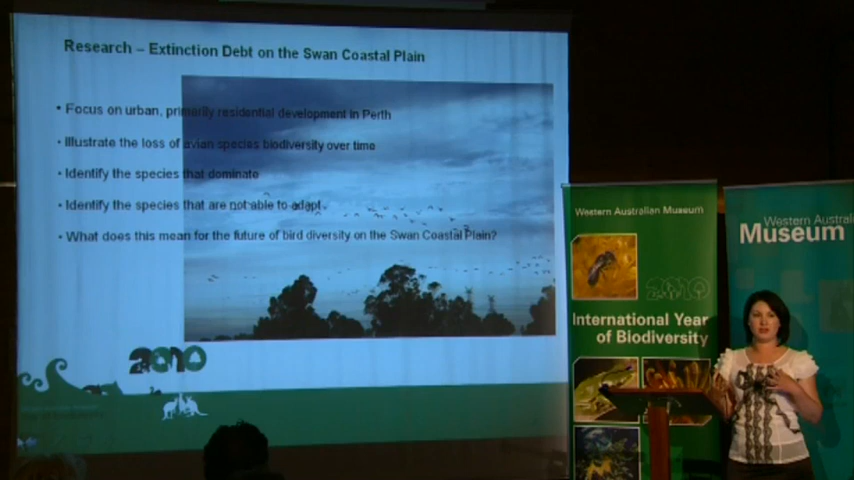 Research – Extinction Debt on the Swan Coastal Plain
• Focus on urban, primarily residential development in Perth
• Illustrate the loss of avian species biodiversity over time
• Identify the species that dominate
• Identify the species that are not able to adapt
• What does this mean for the future of bird diversity on the Swan Coastal Plain?
2010
Western Australian Museum
2010
International Year
of Biodiversity
Western Australi
Museum